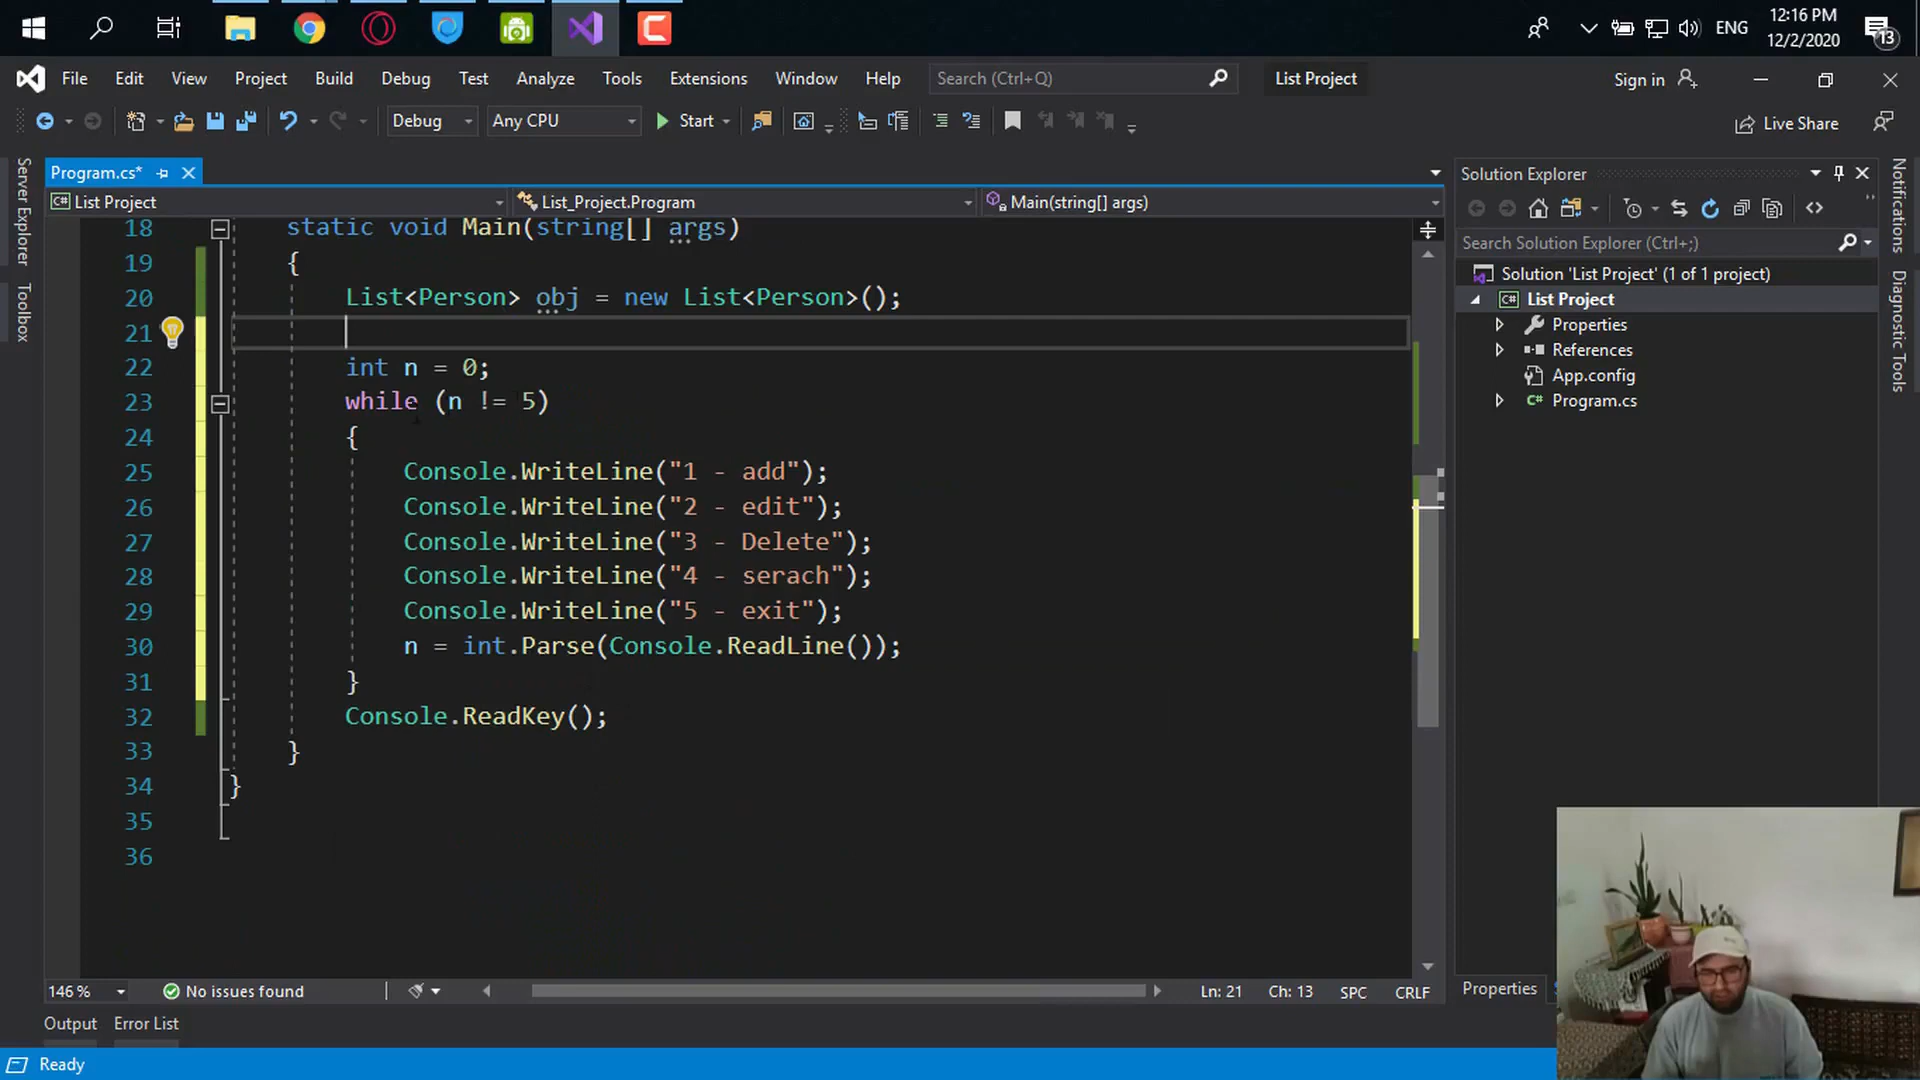 ENG
12:16 PM
12/2/2020
13
File Edit View Project Build Debug Test Analyze Tools Extensions Window Help
Search (Ctrl+Q)
List Project
Sign in
Debug
Any CPU
Start
Live Share
Server Explorer
Toolbox
Program.cs*
List Project
List_Project.Program
Main(string[] args)
18 static void Main(string[] args)
19 {
20 List<Person> obj = new List<Person>();
21
22 int n = 0;
23 while (n != 5)
24 {
25 Console.WriteLine("1 - add");
26 Console.WriteLine("2 - edit");
27 Console.WriteLine("3 - Delete");
28 Console.WriteLine("4 - serach");
29 Console.WriteLine("5 - exit");
30 n = int.Parse(Console.ReadLine());
31 }
32 Console.ReadKey();
33 }
34 }
35
36
146 %
No issues found
Ln: 21 Ch: 13 SPC CRLF
Output Error List
Ready
Solution Explorer
Search Solution Explorer (Ctrl+;)
Solution 'List Project' (1 of 1 project)
List Project
Properties
References
App.config
Program.cs
Properties
Notifications
Diagnostic Tools